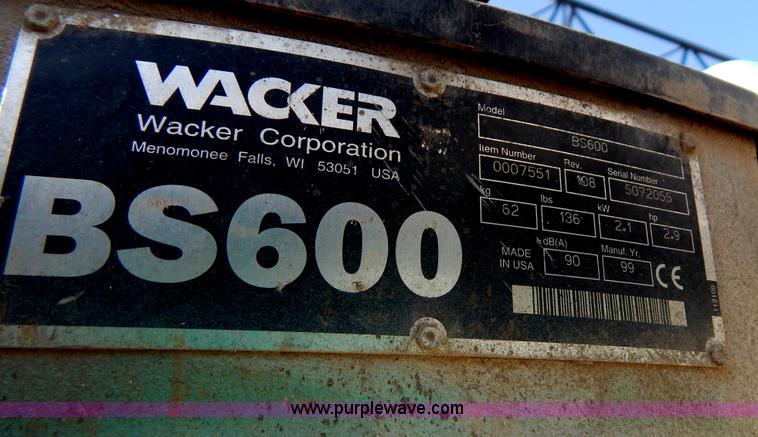 WACKER
Wacker Corporation
Menomonee Falls, WI 53051 USA
BS600
Model
BS600
Item Number Rev. Serial Number
0007551 108 5072055
kg lbs kW hp
62 136 2.1 2.9
dB(A) Manuf. Yr.
MADE IN USA 90 99 CE
www.purplewave.com